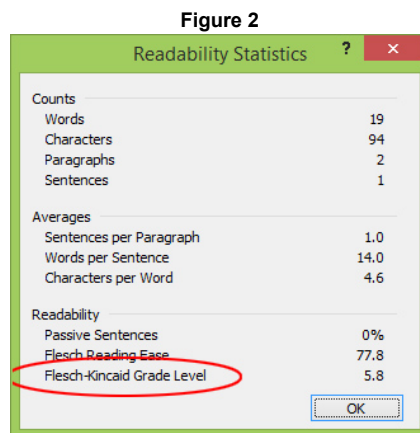 Figure 2
Readability Statistics ? ×
Counts
Words 19
Characters 94
Paragraphs 2
Sentences 1
Averages
Sentences per Paragraph 1.0
Words per Sentence 14.0
Characters per Word 4.6
Readability
Passive Sentences 0%
Flesch Reading Ease 77.8
Flesch-Kincaid Grade Level 5.8
OK